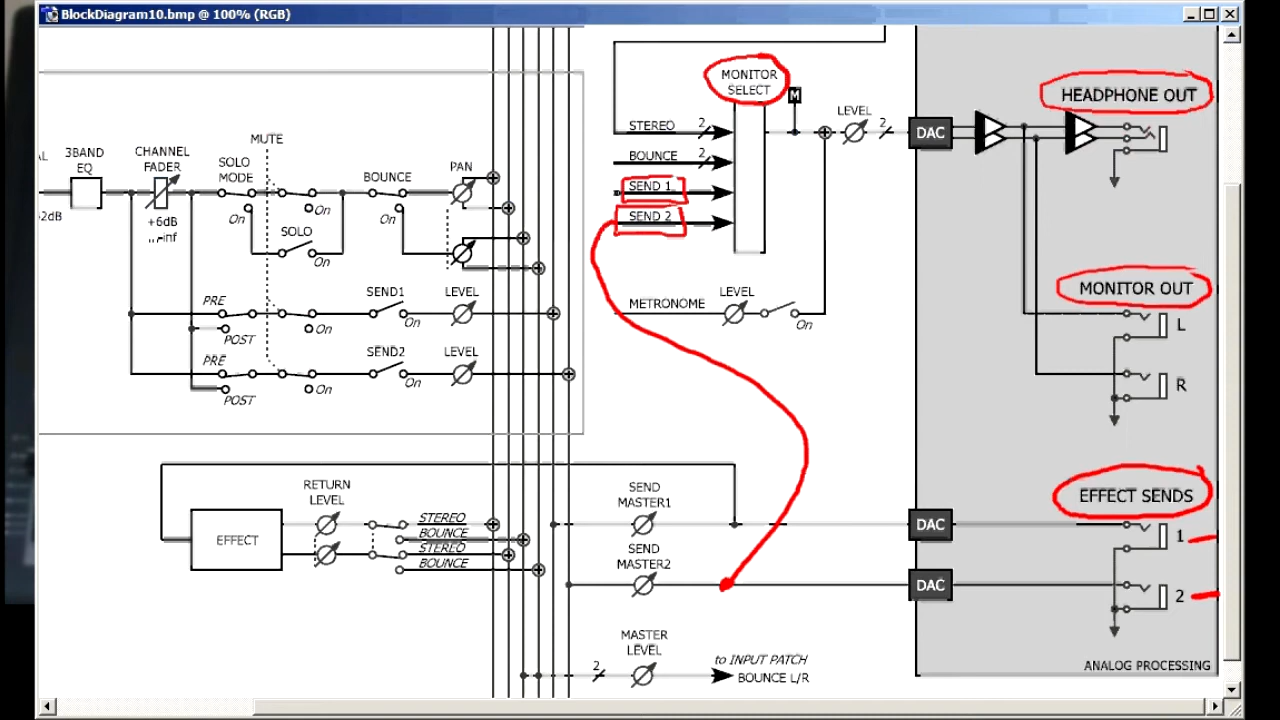 BlockDiagram10.bmp @ 100% (RGB)
MONITOR
SELECT
HEADPHONE OUT
LEVEL
STEREO
2
2
DAC
MUTE
3BAND
EQ
CHANNEL
FADER
SOLO
MODE
PAN
BOUNCE
BOUNCE
2
SEND 1
SEND 2
+6dB
-inf
On
On
On
SOLO
On
MONITOR OUT
L
R
SEND1
LEVEL
METRONOME
LEVEL
On
PRE
POST
On
On
SEND2
LEVEL
PRE
POST
On
On
RETURN
LEVEL
EFFECT
STEREO
BOUNCE
STEREO
BOUNCE
SEND
MASTER1
SEND
MASTER2
DAC
DAC
EFFECT SENDS
1
2
MASTER
LEVEL
2
to INPUT PATCH
BOUNCE L/R
ANALOG PROCESSING